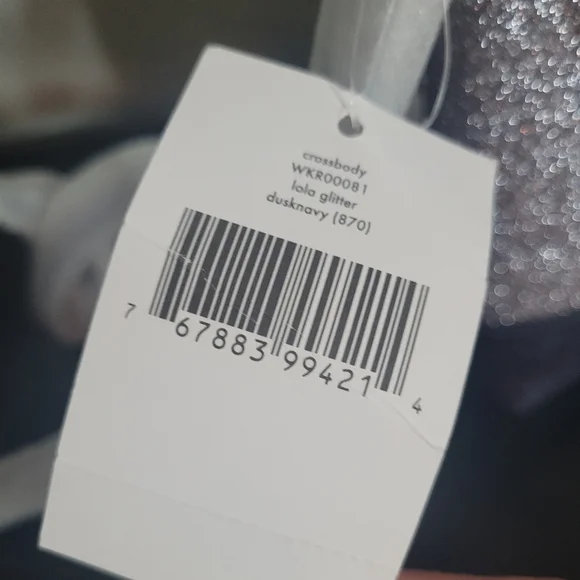 crossbody
WKR00081
lola glitter
dusknavy (870)
7 67883 99421 4